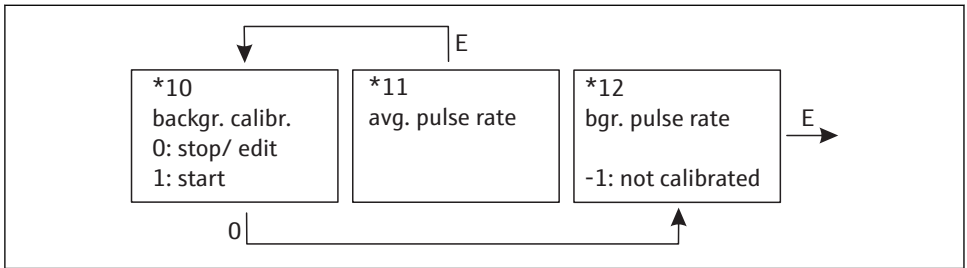 E
*10
backgr. calibr.
0: stop/ edit
1: start
*11
avg. pulse rate
*12
bgr. pulse rate
-1: not calibrated
E
0